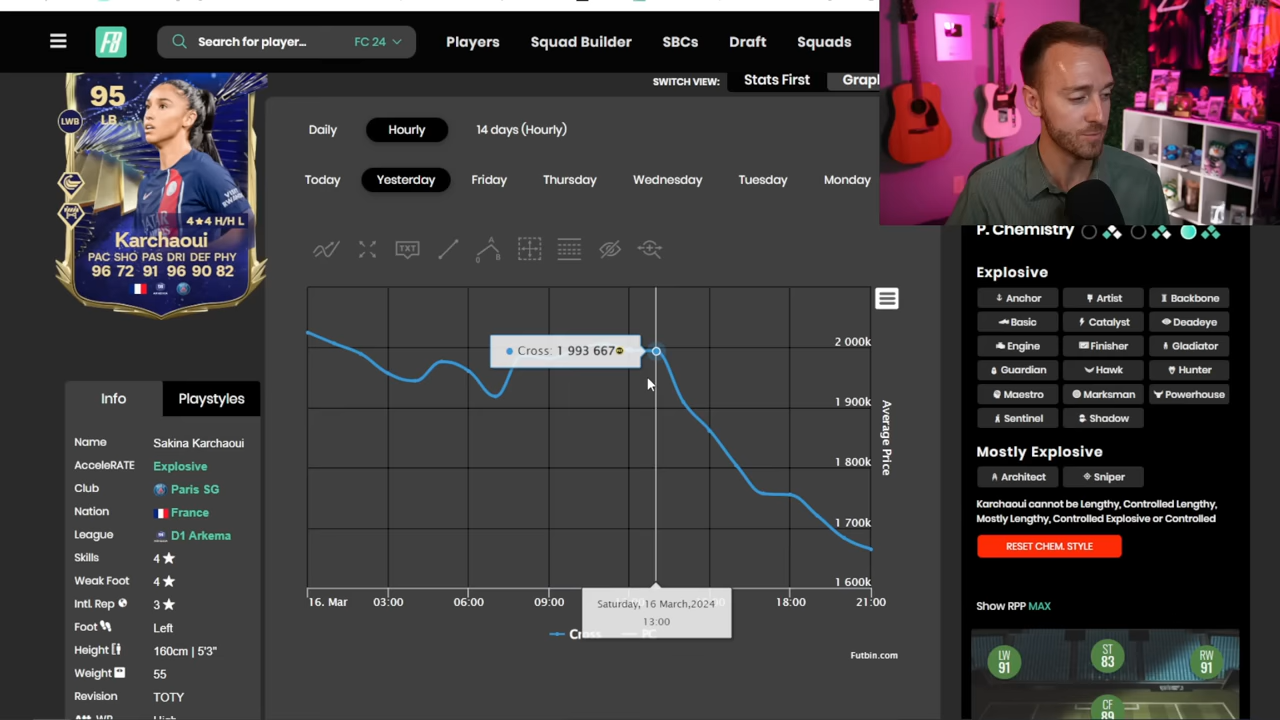 FB
Search for player...
FC 24
Players
Squad Builder
SBCs
Draft
Squads
SWITCH VIEW:
Stats First
Grap
95
LB
LWB
4★4 H/H L
Karchaoui
PAC SHO PAS DRI DEF PHY
96 72 91 96 90 82
Daily
Hourly
14 days (Hourly)
Today
Yesterday
Friday
Thursday
Wednesday
Tuesday
Monday
TXT
Cross: 1 993 667
2 000k
1 900k
1 800k
1 700k
1 600k
Average Price
16. Mar
03:00
06:00
09:00
18:00
21:00
Saturday, 16 March,2024
13:00
PC
Futbin.com
Info
Playstyles
Name
Sakina Karchaoui
AcceleRATE
Explosive
Club
Paris SG
Nation
France
League
D1 Arkema
Skills
4 ★
Weak Foot
4 ★
Intl. Rep
3 ★
Foot
Left
Height
160cm | 5'3"
Weight
55
Revision
TOTY
P. Chemistry
Explosive
Anchor
Artist
Backbone
Basic
Catalyst
Deadeye
Engine
Finisher
Gladiator
Guardian
Hawk
Hunter
Maestro
Marksman
Powerhouse
Sentinel
Shadow
Mostly Explosive
Architect
Sniper
Karchaoui cannot be Lengthy, Controlled Lengthy,
Mostly Lengthy, Controlled Explosive or Controlled
RESET CHEM. STYLE
Show RPP MAX
LW
91
ST
83
RW
91
CF
89